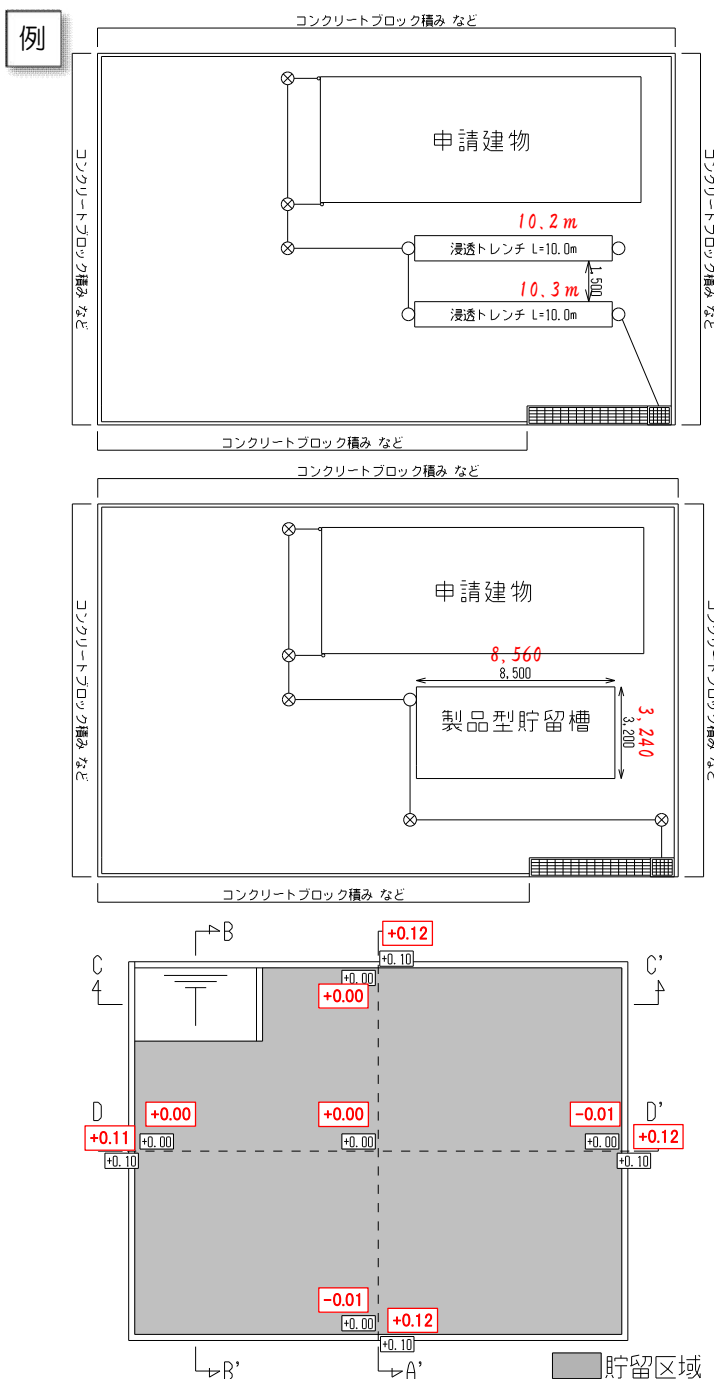 例
コンクリートブロック積み など
コンクリートブロック積み など
コンクリートブロック積み など
申請建物
10.2m
浸透トレンチ L=10.0m
1,500
10.3m
浸透トレンチ L=10.0m
コンクリートブロック積み など
コンクリートブロック積み など
コンクリートブロック積み など
コンクリートブロック積み など
申請建物
8,560
8,500
製品型貯留槽
3,240
3,200
コンクリートブロック積み など
B
+0.12
+0.10
C
C'
+0.00
+0.00
D
+0.00
+0.00
-0.01
D'
+0.11
+0.00
+0.00
+0.00
+0.12
+0.10
+0.10
-0.01
+0.00
+0.12
+0.10
B'
A'
貯留区域